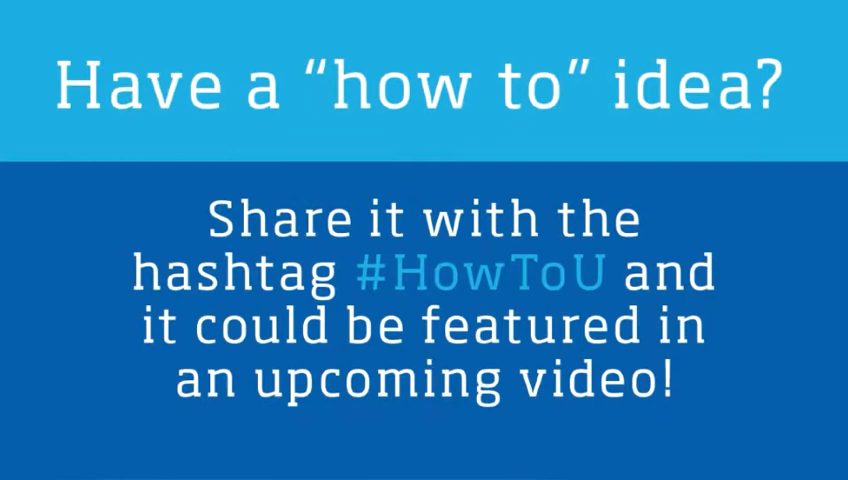 Have a “how to” idea?
Share it with the
hashtag #HowToU and
it could be featured in
an upcoming video!